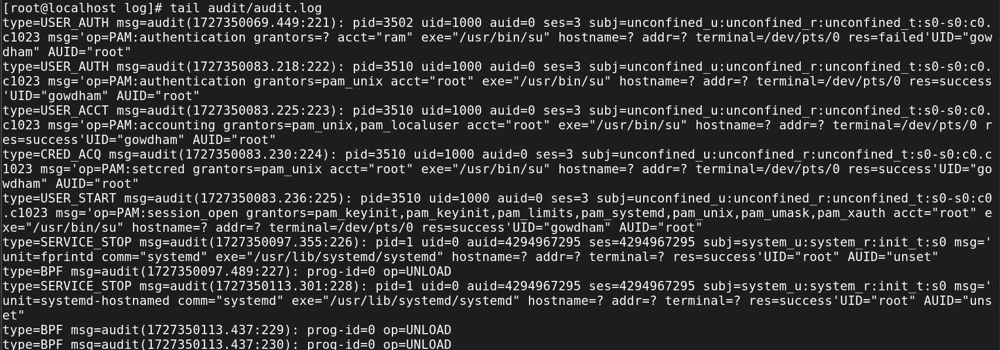 [root@localhost log]# tail audit/audit.log
type=USER_AUTH msg=audit(1727350069.449:221): pid=3502 uid=1000 auid=0 ses=3 subj=unconfined_u:unconfined_r:unconfined_t:s0-s0:c0.
c1023 msg='op=PAM:authentication grantors=? acct="ram" exe="/usr/bin/su" hostname=? addr=? terminal=/dev/pts/0 res=failed'UID="gow
dham" AUID="root"
type=USER_AUTH msg=audit(1727350083.218:222): pid=3510 uid=1000 auid=0 ses=3 subj=unconfined_u:unconfined_r:unconfined_t:s0-s0:c0.
c1023 msg='op=PAM:authentication grantors=pam_unix acct="root" exe="/usr/bin/su" hostname=? addr=? terminal=/dev/pts/0 res=success
'UID="gowdham" AUID="root"
type=USER_ACCT msg=audit(1727350083.225:223): pid=3510 uid=1000 auid=0 ses=3 subj=unconfined_u:unconfined_r:unconfined_t:s0-s0:c0.
c1023 msg='op=PAM:accounting grantors=pam_unix,pam_localuser acct="root" exe="/usr/bin/su" hostname=? addr=? terminal=/dev/pts/0 r
es=success'UID="gowdham" AUID="root"
type=CRED_ACQ msg=audit(1727350083.230:224): pid=3510 uid=1000 auid=0 ses=3 subj=unconfined_u:unconfined_r:unconfined_t:s0-s0:c0.c
1023 msg='op=PAM:setcred grantors=pam_unix acct="root" exe="/usr/bin/su" hostname=? addr=? terminal=/dev/pts/0 res=success'UID="go
wdham" AUID="root"
type=USER_START msg=audit(1727350083.236:225): pid=3510 uid=1000 auid=0 ses=3 subj=unconfined_u:unconfined_r:unconfined_t:s0-s0:c0
.c1023 msg='op=PAM:session_open grantors=pam_keyinit,pam_keyinit,pam_limits,pam_systemd,pam_unix,pam_umask,pam_xauth acct="root" e
xe="/usr/bin/su" hostname=? addr=? terminal=/dev/pts/0 res=success'UID="gowdham" AUID="root"
type=SERVICE_STOP msg=audit(1727350097.355:226): pid=1 uid=0 auid=4294967295 ses=4294967295 subj=system_u:system_r:init_t:s0 msg='
unit=fprintd comm="systemd" exe="/usr/lib/systemd/systemd" hostname=? addr=? terminal=? res=success'UID="root" AUID="unset"
type=BPF msg=audit(1727350097.489:227): prog-id=0 op=UNLOAD
type=SERVICE_STOP msg=audit(1727350113.301:228): pid=1 uid=0 auid=4294967295 ses=4294967295 subj=system_u:system_r:init_t:s0 msg='
unit=systemd-hostnamed comm="systemd" exe="/usr/lib/systemd/systemd" hostname=? addr=? terminal=? res=success'UID="root" AUID="uns
et"
type=BPF msg=audit(1727350113.437:229): prog-id=0 op=UNLOAD
type=BPF msg=audit(1727350113.437:230): prog-id=0 op=UNLOAD